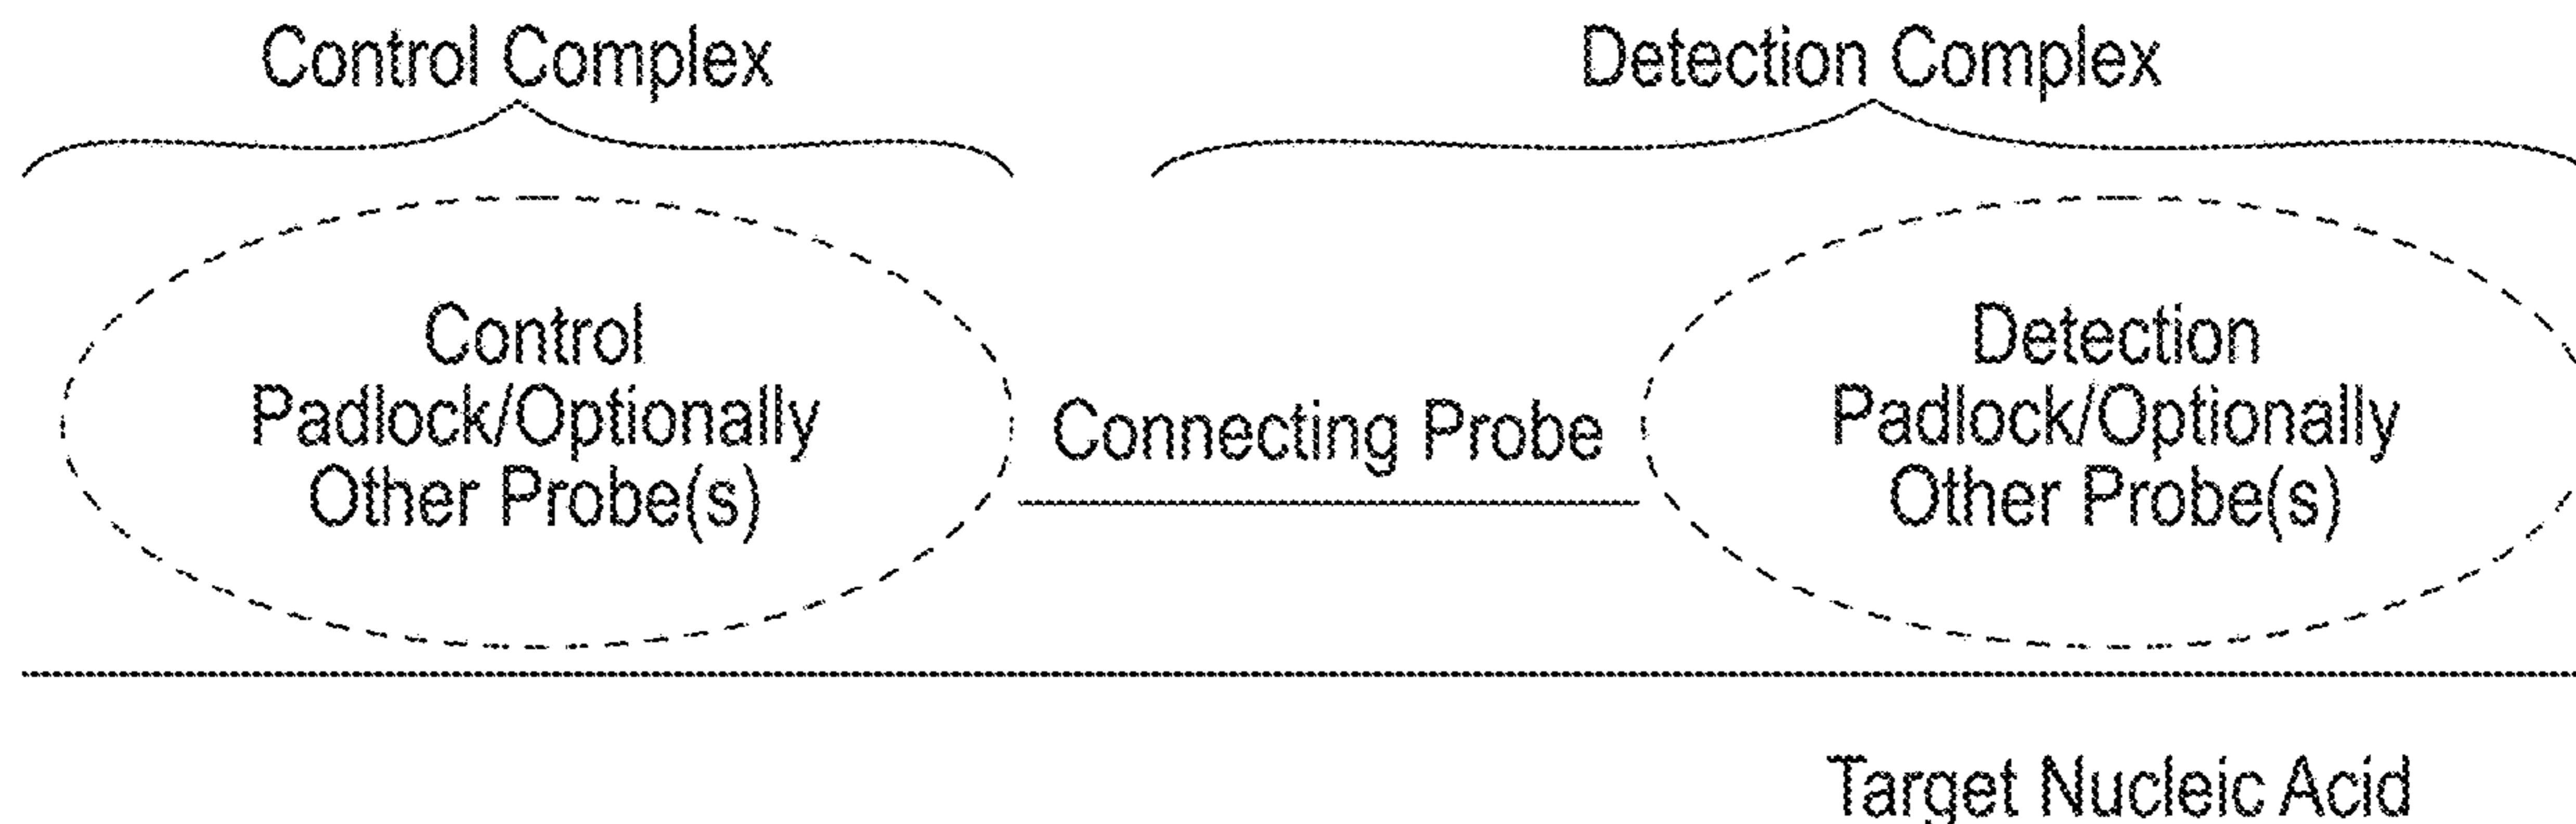 Control Complex
Detection Complex
Control
Padlock/Optionally
Other Probe(s)
Connecting Probe
Detection
Padlock/Optionally
Other Probe(s)
Target Nucleic Acid